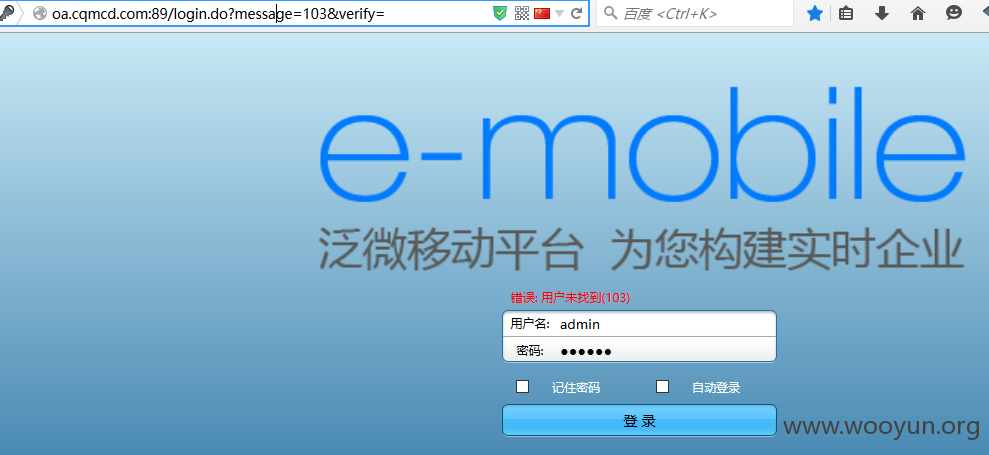 oa.cqmcd.com:89/login.do?message=103&verify=
百度 <Ctrl+K>
e-mobile
泛微移动平台 为您构建实时企业
错误: 用户未找到(103)
用户名: admin
密码: ●●●●●●
记住密码 自动登录
登 录
www.wooyun.org